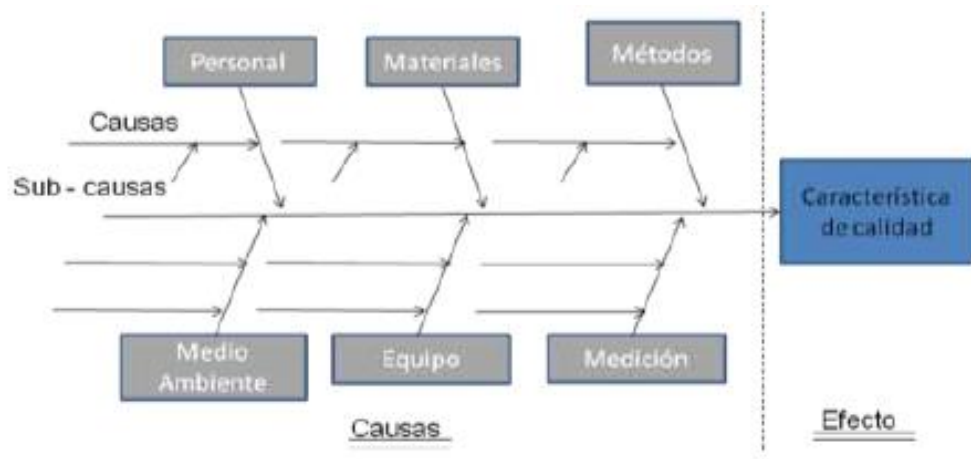 Personal
Materiales
Métodos
Causas
Sub - causas
Característica
de calidad
Medio
Ambiente
Equipo
Medición
Causas
Efecto